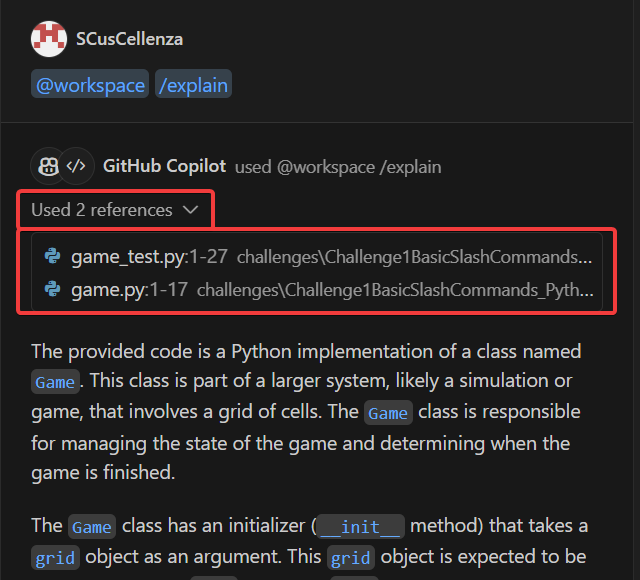 SCusCellenza
@workspace /explain
GitHub Copilot used @workspace /explain
Used 2 references
game_test.py:1-27 challenges\Challenge1BasicSlashCommands...
game.py:1-17 challenges\Challenge1BasicSlashCommands_Pyth...
The provided code is a Python implementation of a class named
Game. This class is part of a larger system, likely a simulation or
game, that involves a grid of cells. The Game class is responsible
for managing the state of the game and determining when the
game is finished.
The Game class has an initializer (__init__ method) that takes a
grid object as an argument. This grid object is expected to be